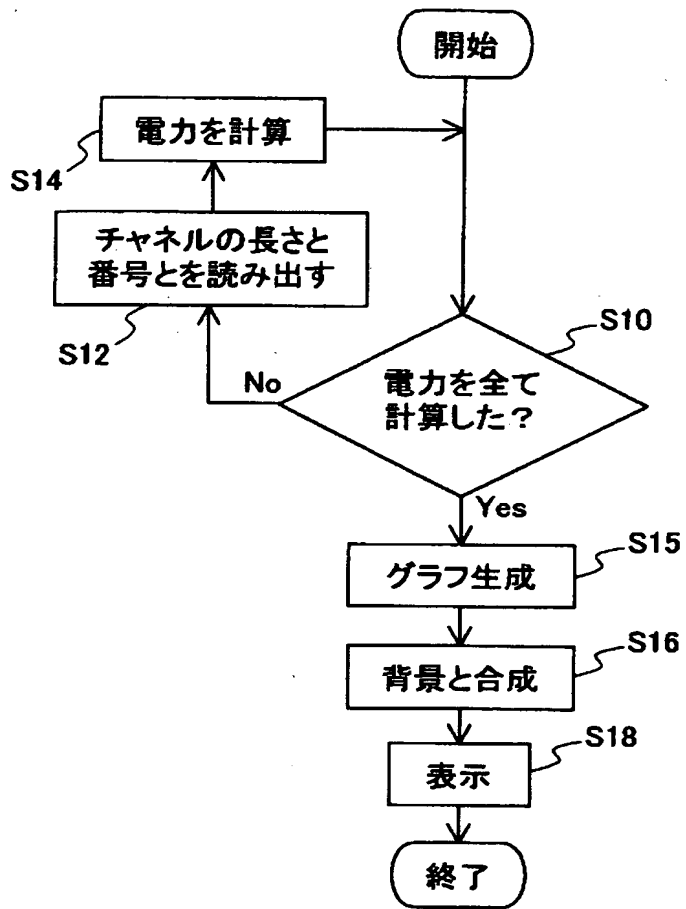 開始
電力を計算
S14
チャネルの長さと
番号とを読み出す
S12
S10
電力を全て
計算した？
No
Yes
S15
グラフ生成
S16
背景と合成
S18
表示
終了